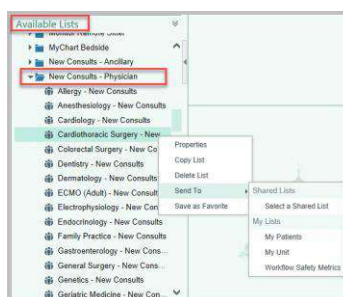 Available Lists
Monitor Remote Sitter
MyChart Bedside
New Consults - Ancillary
New Consults - Physician
Allergy - New Consults
Anesthesiology - New Consults
Cardiology - New Consults
Cardiothoracic Surgery - New
Colorectal Surgery - New Co
Dentistry - New Consults
Dermatology - New Consults
ECMO (Adult) - New Consult
Electrophysiology - New Con
Endocrinology - New Consults
Family Practice - New Consults
Gastroenterology - New Cons...
General Surgery - New Cons...
Genetics - New Consults
Geriatric Medicine - New Con...
Properties
Copy List
Delete List
Send To
Save as Favorite
Shared Lists
Select a Shared List
My Lists
My Patients
My Unit
Workflow Safety Metrics